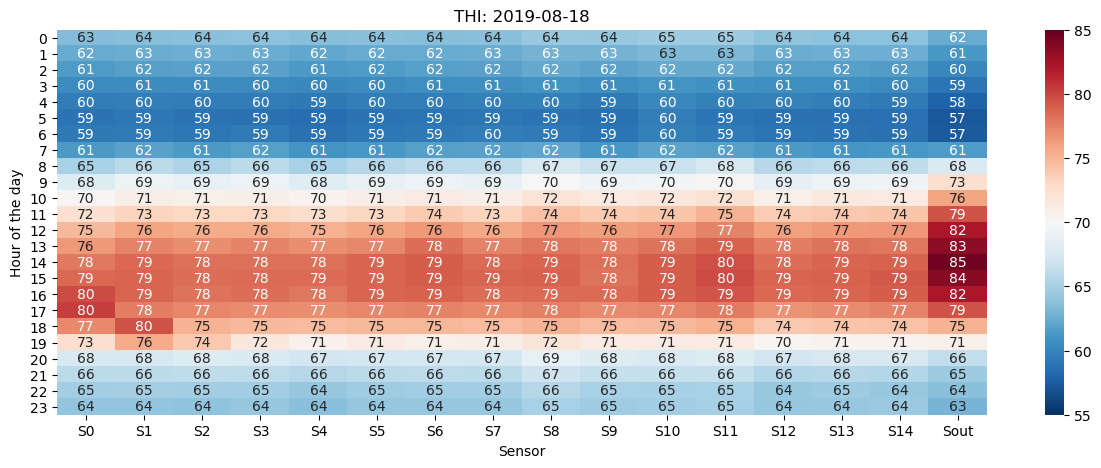 THI: 2019-08-18
0 63 64 64 64 64 64 64 64 64 64 65 65 64 64 64 62
1 62 63 63 63 62 62 62 63 63 63 63 63 63 63 63 61
2 61 62 62 62 61 62 62 62 62 62 62 62 62 62 62 60
3 60 61 61 60 60 60 61 61 61 61 61 61 61 61 60 59
4 60 60 60 60 59 60 60 60 60 59 60 60 60 60 59 58
5 59 59 59 59 59 59 59 59 59 59 60 59 59 59 59 57
6 59 59 59 59 59 59 59 60 59 59 60 59 59 59 59 57
7 61 62 61 62 61 61 62 62 62 61 62 62 61 61 61 61
8 65 66 65 66 65 66 66 66 67 67 67 68 66 66 66 68
9 68 69 69 69 68 69 69 69 70 69 70 70 69 69 69 73
10 70 71 71 71 70 71 71 71 72 71 72 72 71 71 71 76
11 72 73 73 73 73 73 74 73 74 74 74 75 74 74 74 79
12 75 76 76 76 75 76 76 76 77 76 77 77 76 77 77 82
13 76 77 77 77 77 77 78 77 78 78 78 79 78 78 78 83
14 78 79 78 78 78 79 79 79 79 78 79 80 78 79 79 85
15 79 79 78 78 78 79 79 79 79 78 79 80 79 79 79 84
16 80 79 78 78 78 79 79 78 79 78 79 79 79 79 79 82
17 80 78 77 77 77 77 77 77 78 77 77 78 77 77 77 79
18 77 80 75 75 75 75 75 75 75 75 75 75 74 74 74 75
19 73 76 74 72 71 71 71 71 72 71 71 71 70 71 71 71
20 68 68 68 68 67 67 67 67 69 68 68 68 67 68 67 66
21 66 66 66 66 66 66 66 66 67 66 66 66 66 66 66 65
22 65 65 65 65 64 65 65 65 66 65 65 65 64 65 64 64
23 64 64 64 64 64 64 64 64 65 65 65 65 64 64 64 63
S0 S1 S2 S3 S4 S5 S6 S7 S8 S9 S10 S11 S12 S13 S14 Sout
Sensor
Hour of the day
85
80
75
70
65
60
55